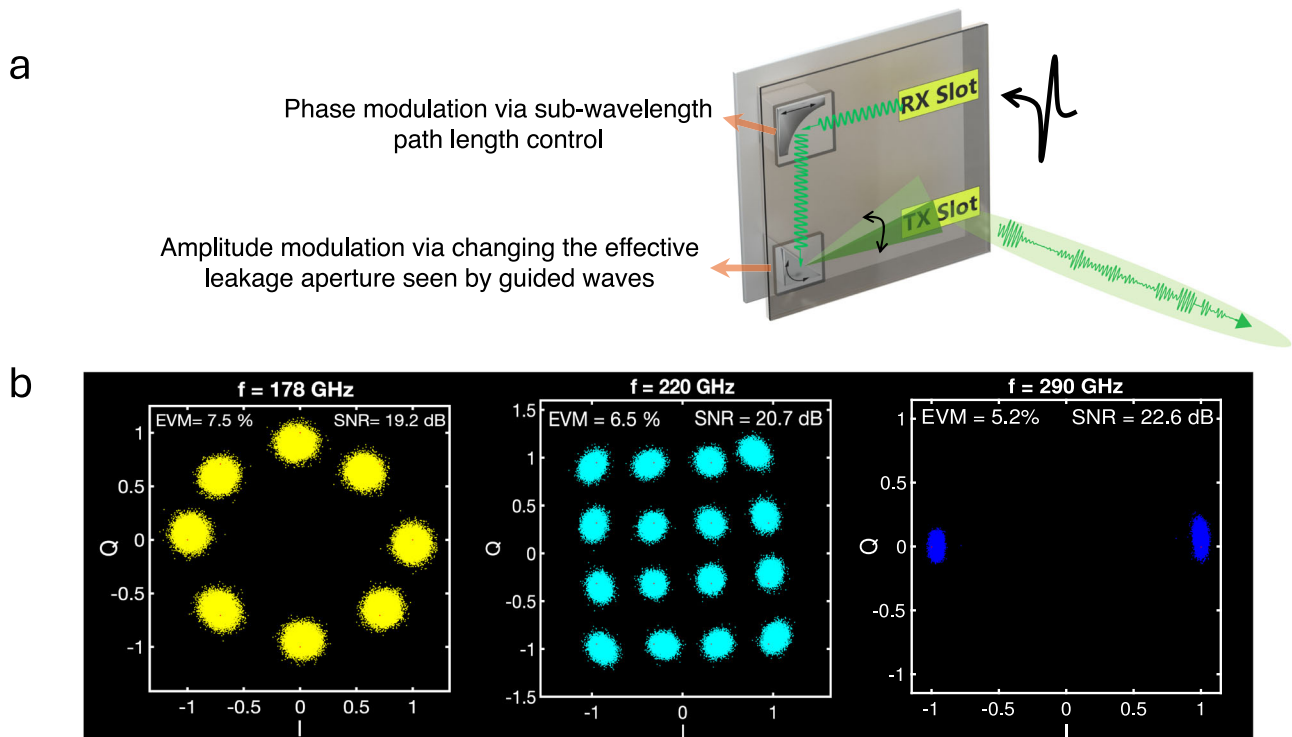 a
Phase modulation via sub-wavelength
path length control
RX Slot
Amplitude modulation via changing the effective
leakage aperture seen by guided waves
TX Slot
b
f = 178 GHz
EVM= 7.5 %
SNR= 19.2 dB
1
0.5
0
-0.5
-1
Q
-1
0
0.5
1
I
f = 220 GHz
EVM = 6.5 %
SNR = 20.7 dB
1.5
1
0.5
0
-0.5
-1
-1.5
Q
-1
0
1
I
f = 290 GHz
EVM = 5.2%
SNR = 22.6 dB
1
0.5
0
-0.5
-1
Q
-1
0
0.5
1
I